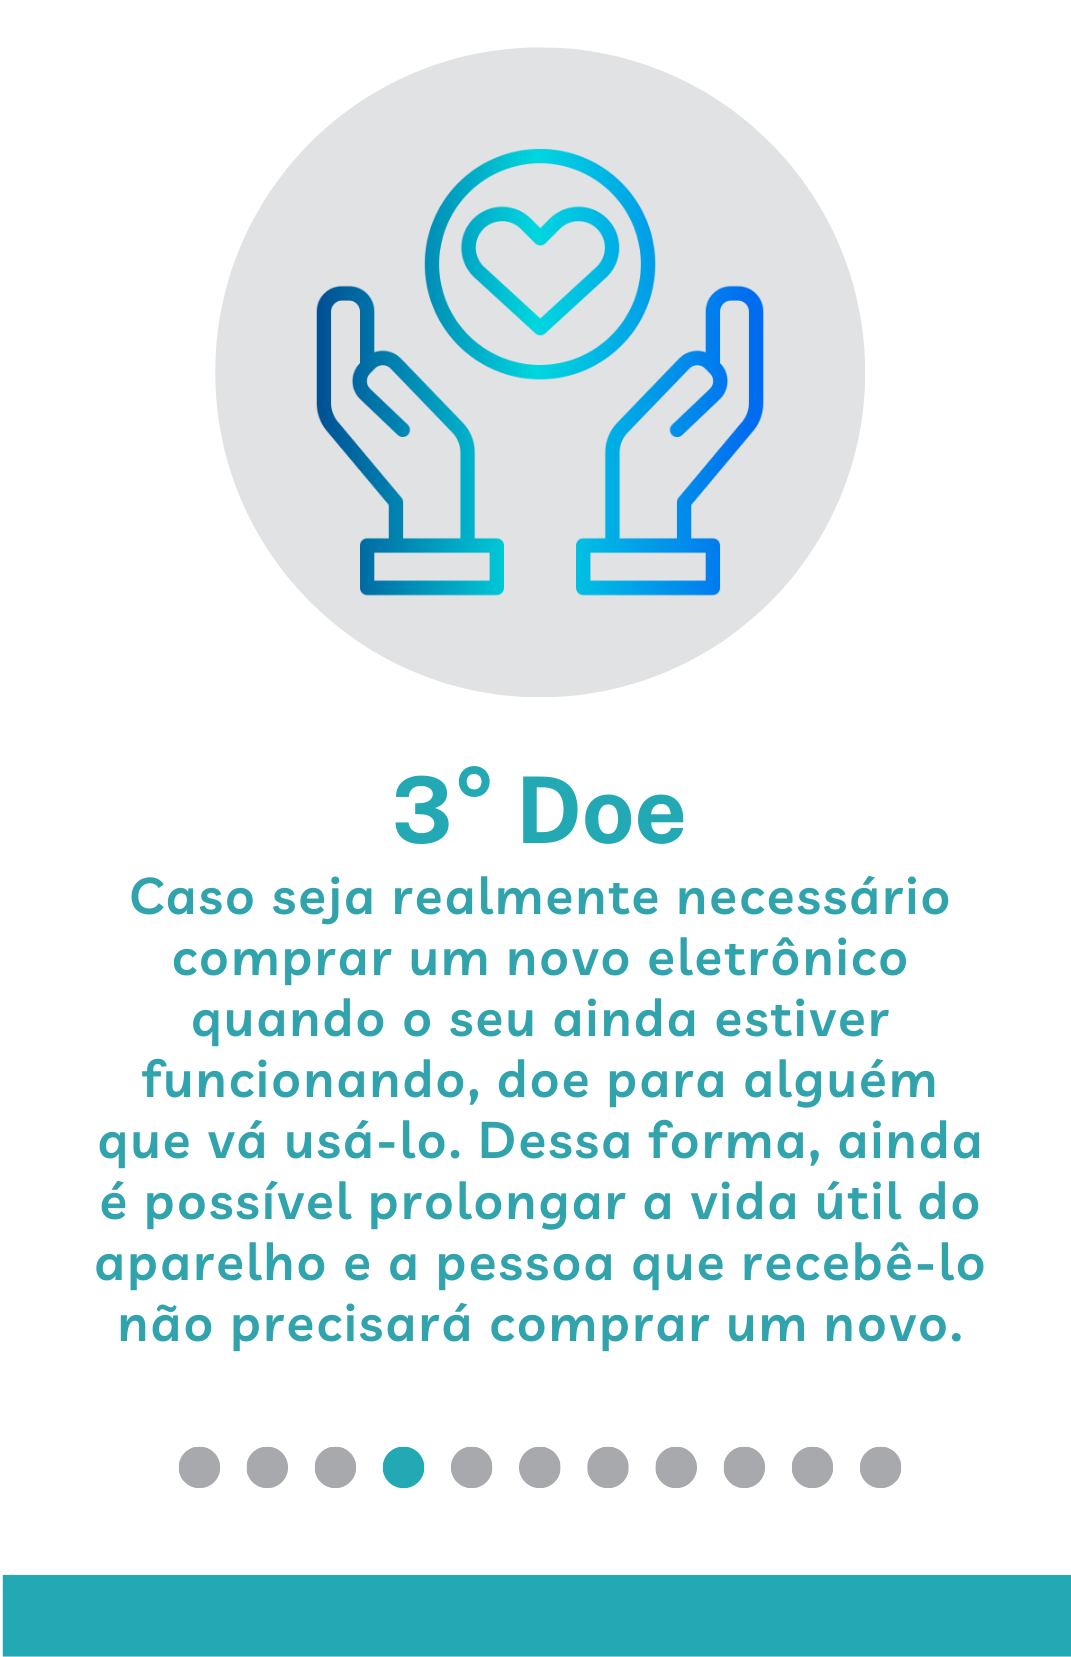 3° Doe
Caso seja realmente necessário
comprar um novo eletrônico
quando o seu ainda estiver
funcionando, doe para alguém
que vá usá-lo. Dessa forma, ainda
é possível prolongar a vida útil do
aparelho e a pessoa que recebê-lo
não precisará comprar um novo.